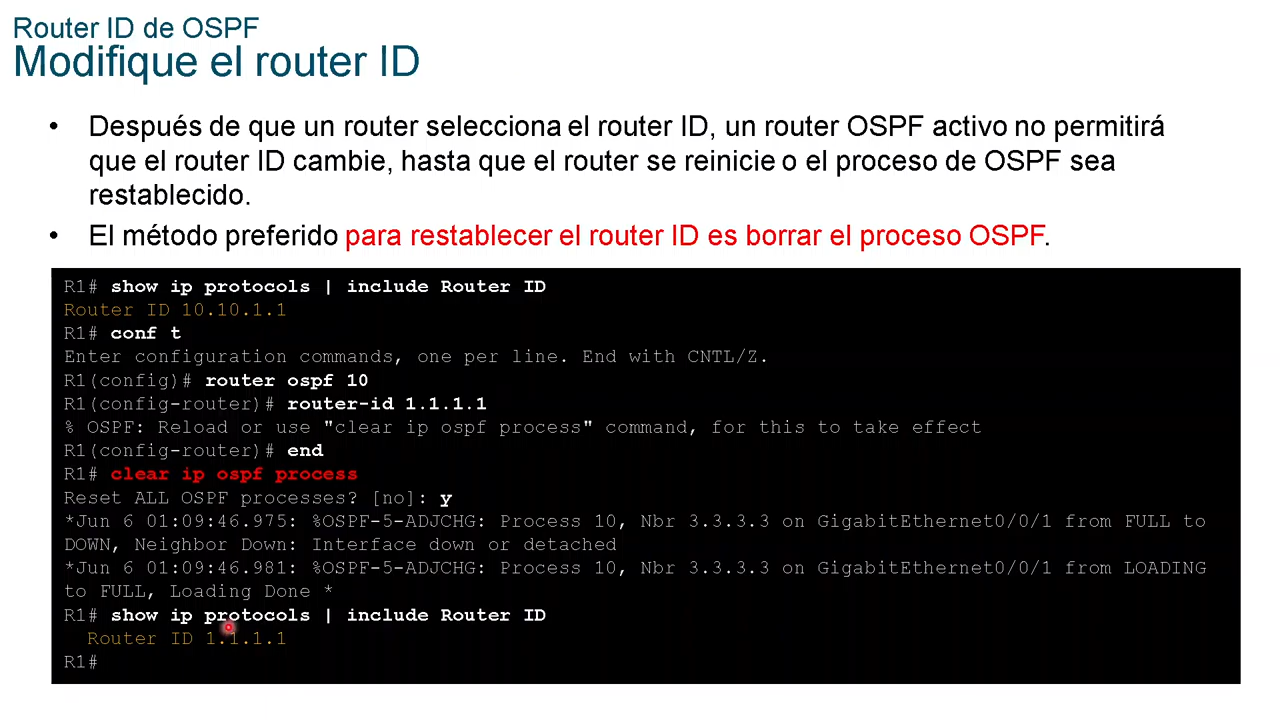 Router ID de OSPF
Modifique el router ID
• Después de que un router selecciona el router ID, un router OSPF activo no permitirá
que el router ID cambie, hasta que el router se reinicie o el proceso de OSPF sea
restablecido.
• El método preferido para restablecer el router ID es borrar el proceso OSPF.
R1# show ip protocols | include Router ID
Router ID 10.10.1.1
R1# conf t
Enter configuration commands, one per line. End with CNTL/Z.
R1(config)# router ospf 10
R1(config-router)# router-id 1.1.1.1
% OSPF: Reload or use "clear ip ospf process" command, for this to take effect
R1(config-router)# end
R1# clear ip ospf process
Reset ALL OSPF processes? [no]: y
*Jun 6 01:09:46.975: %OSPF-5-ADJCHG: Process 10, Nbr 3.3.3.3 on GigabitEthernet0/0/1 from FULL to
DOWN, Neighbor Down: Interface down or detached
*Jun 6 01:09:46.981: %OSPF-5-ADJCHG: Process 10, Nbr 3.3.3.3 on GigabitEthernet0/0/1 from LOADING
to FULL, Loading Done *
R1# show ip protocols | include Router ID
Router ID 1.1.1.1
R1#